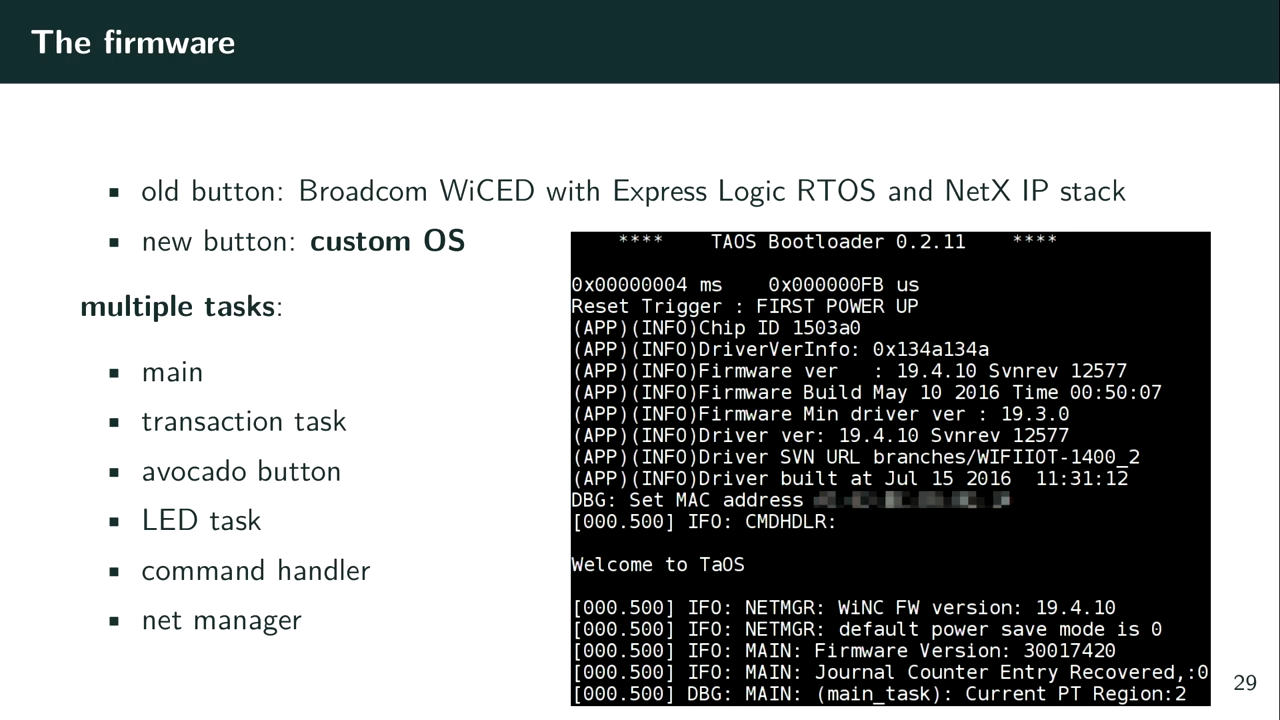 The firmware
▪ old button: Broadcom WiCED with Express Logic RTOS and NetX IP stack
▪ new button: custom OS
multiple tasks:
▪ main
▪ transaction task
▪ avocado button
▪ LED task
▪ command handler
▪ net manager
**** TAOS Bootloader 0.2.11 ****
0x00000004 ms 0x000000FB us
Reset Trigger : FIRST POWER UP
(APP)(INFO)Chip ID 1503a0
(APP)(INFO)DriverVerInfo: 0x134a134a
(APP)(INFO)Firmware ver : 19.4.10 Svnrev 12577
(APP)(INFO)Firmware Build May 10 2016 Time 00:50:07
(APP)(INFO)Firmware Min driver ver : 19.3.0
(APP)(INFO)Driver ver: 19.4.10 Svnrev 12577
(APP)(INFO)Driver SVN URL branches/WIFIIOT-1400_2
(APP)(INFO)Driver built at Jul 15 2016 11:31:12
DBG: Set MAC address
[000.500] IFO: CMDHDLR:
Welcome to TaOS
[000.500] IFO: NETMGR: WiNC FW version: 19.4.10
[000.500] IFO: NETMGR: default power save mode is 0
[000.500] IFO: MAIN: Firmware Version: 30017420
[000.500] IFO: MAIN: Journal Counter Entry Recovered,:0
[000.500] DBG: MAIN: (main_task): Current PT Region:2
29